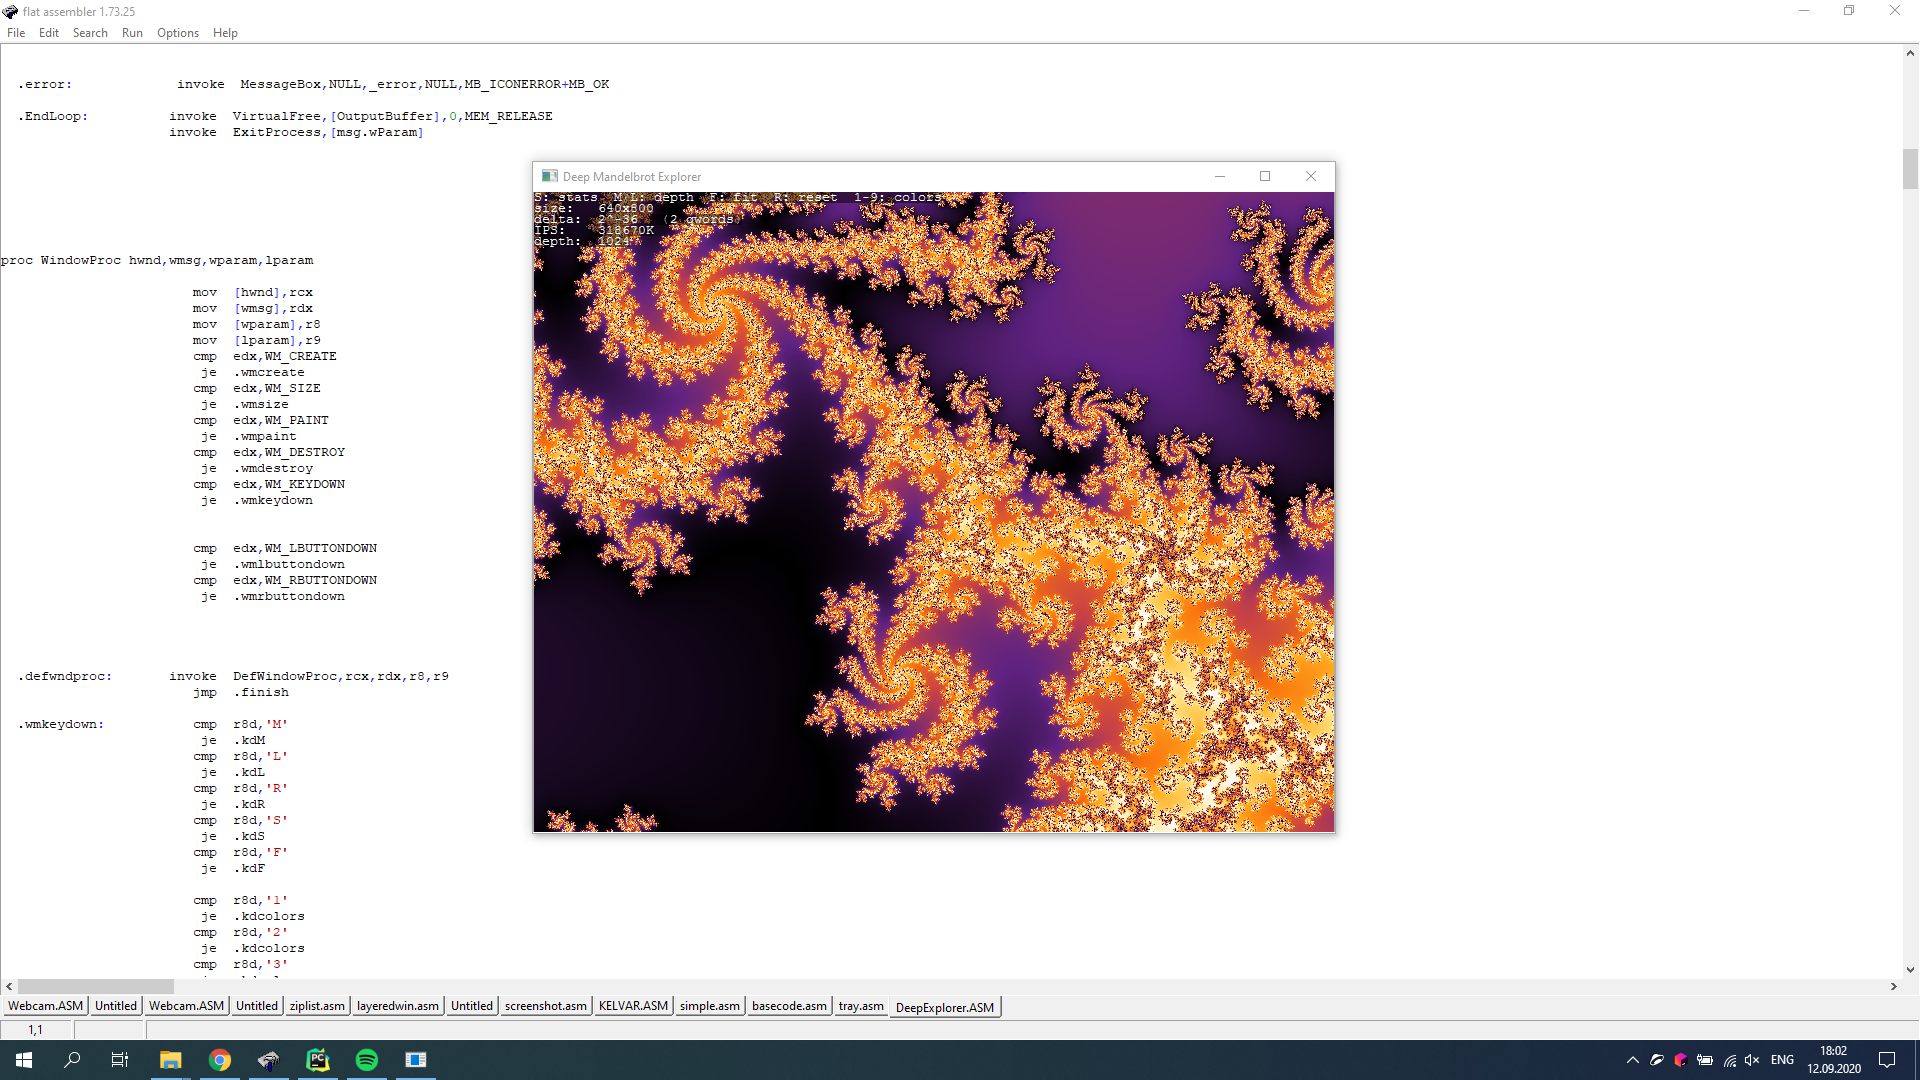 flat assembler 1.73.25
File Edit Search Run Options Help
.error: invoke MessageBox,NULL,_error,NULL,MB_ICONERROR+MB_OK
.EndLoop: invoke VirtualFree,[OutputBuffer],0,MEM_RELEASE
invoke ExitProcess,[msg.wParam]
proc WindowProc hwnd,wmsg,wparam,lparam
mov [hwnd],rcx
mov [wmsg],rdx
mov [wparam],r8
mov [lparam],r9
cmp edx,WM_CREATE
je .wmcreate
cmp edx,WM_SIZE
je .wmsize
cmp edx,WM_PAINT
je .wmpaint
cmp edx,WM_DESTROY
je .wmdestroy
cmp edx,WM_KEYDOWN
je .wmkeydown
cmp edx,WM_LBUTTONDOWN
je .wmlbuttondown
cmp edx,WM_RBUTTONDOWN
je .wmrbuttondown
.defwndproc: invoke DefWindowProc,rcx,rdx,r8,r9
jmp .finish
.wmkeydown: cmp r8d,'M'
je .kdM
cmp r8d,'L'
je .kdL
cmp r8d,'R'
je .kdR
cmp r8d,'S'
je .kdS
cmp r8d,'F'
je .kdF
cmp r8d,'1'
je .kdcolors
cmp r8d,'2'
je .kdcolors
cmp r8d,'3'
Deep Mandelbrot Explorer
S: stats M/L: depth F: fit R: reset 1-9: colors
size: 640x800
delta: 2^-36 (2 qwords)
IPS: 318670K
depth: 1024
Webcam.ASM Untitled Webcam.ASM Untitled ziplist.asm layeredwin.asm Untitled screenshot.asm KELVAR.ASM simple.asm basecode.asm tray.asm DeepExplorer.ASM
1,1
PC
ENG
18:02
12.09.2020